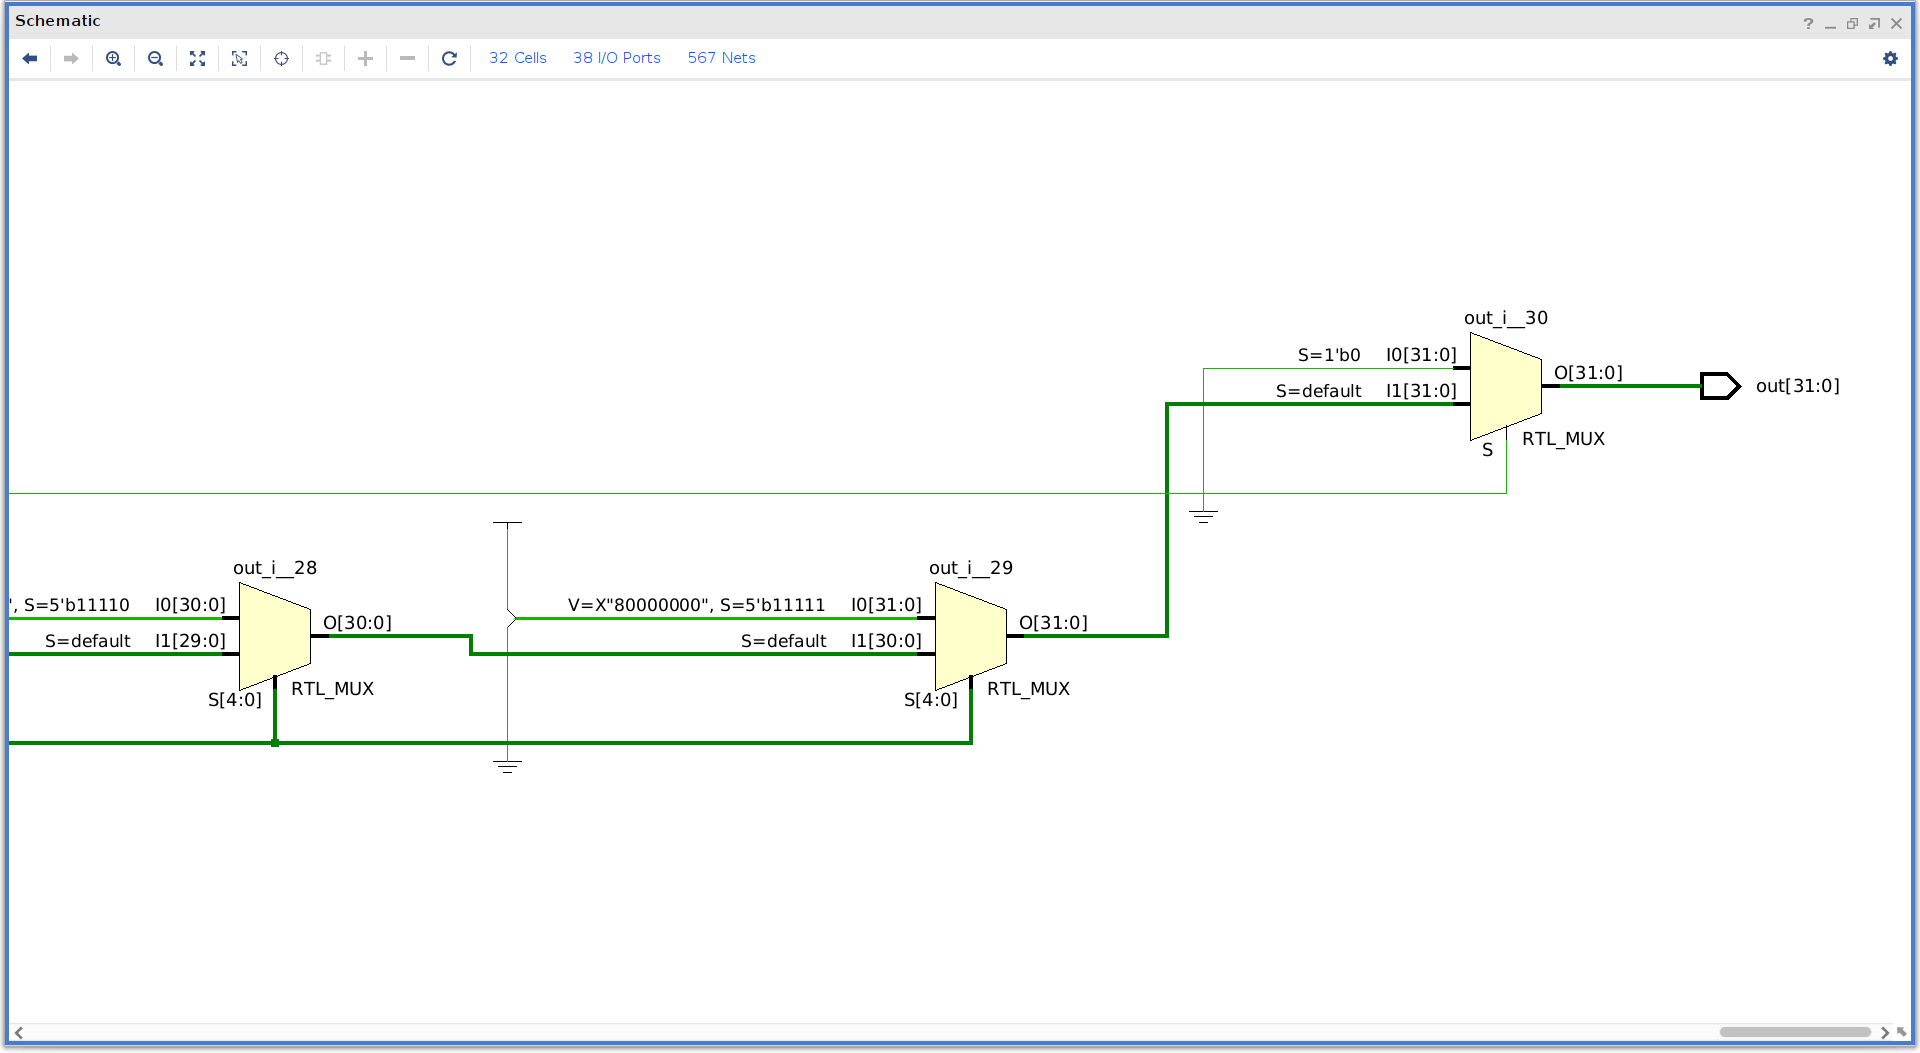 Schematic
?
32 Cells 38 I/O Ports 567 Nets
out_i__30
S=1'b0 I0[31:0]
O[31:0]
S=default I1[31:0]
out[31:0]
RTL_MUX
S
out_i__28
out_i__29
', S=5'b11110 I0[30:0]
V=X"80000000", S=5'b11111 I0[31:0]
O[30:0]
O[31:0]
S=default I1[29:0]
S=default I1[30:0]
RTL_MUX
RTL_MUX
S[4:0]
S[4:0]